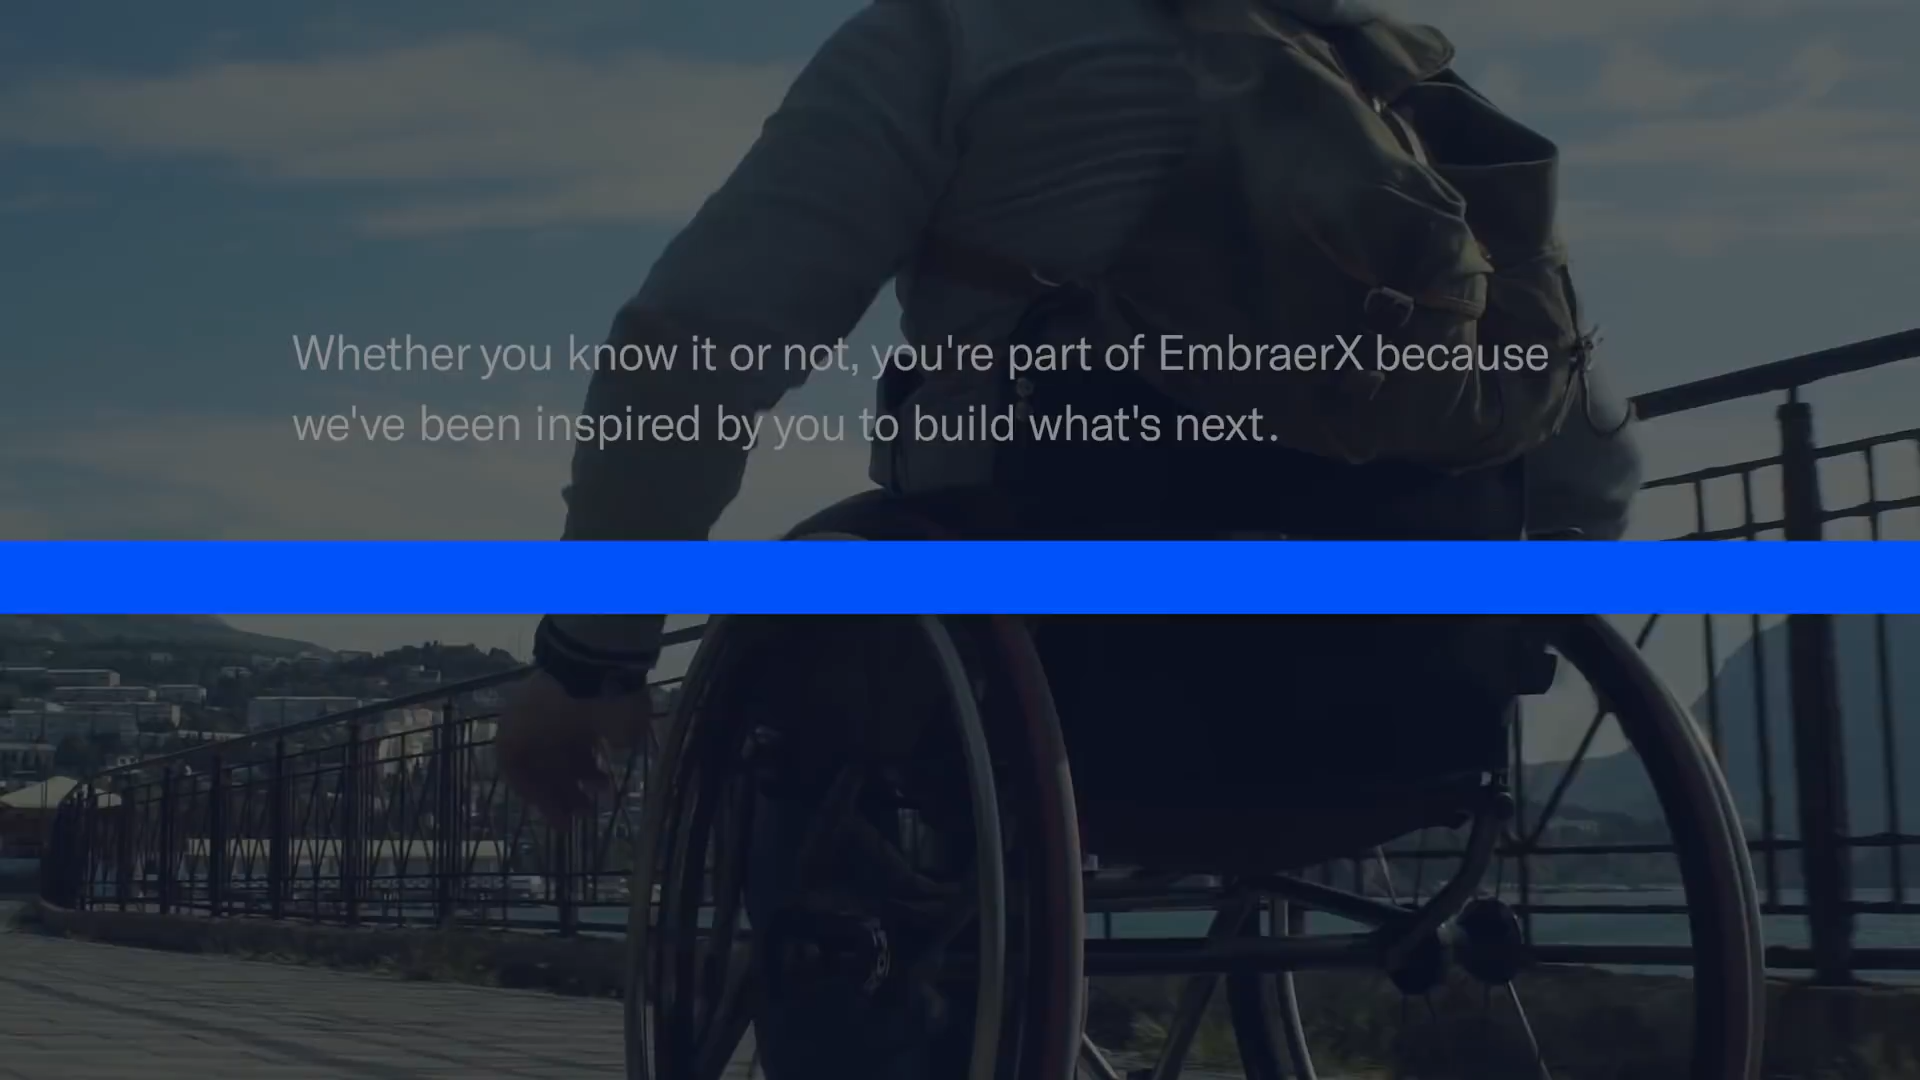 Whether you know it or not, you're part of EmbraerX because
we've been inspired by you to build what's next.